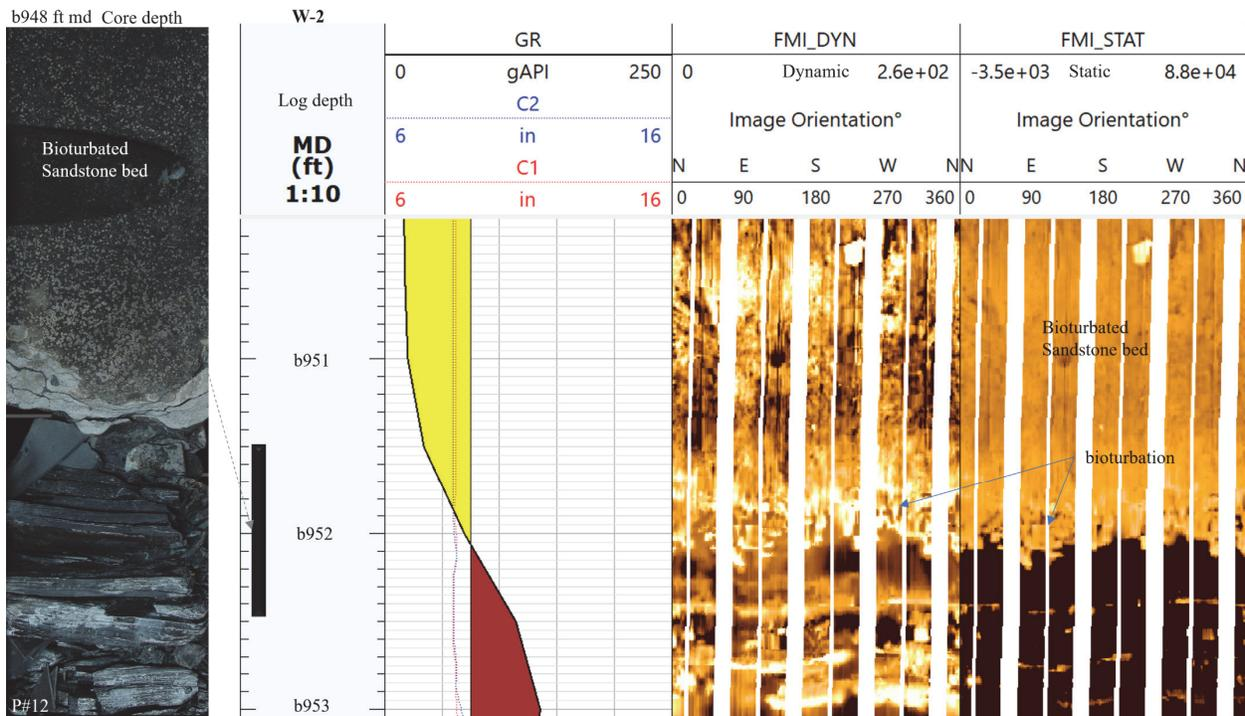 b948 ft md Core depth
W-2
GR
FMI_DYN
FMI_STAT
0 gAPI 250
0 Dynamic 2.6e+02
-3.5e+03 Static 8.8e+04
Log depth
C2
6 in 16
C1
6 in 16
MD
(ft)
1:10
Image Orientation°
Image Orientation°
N E S W N
N E S W N
0 90 180 270 360
0 90 180 270 360
Bioturbated
Sandstone bed
Bioturbated
Sandstone bed
b951
bioturbation
b952
b953
P#12